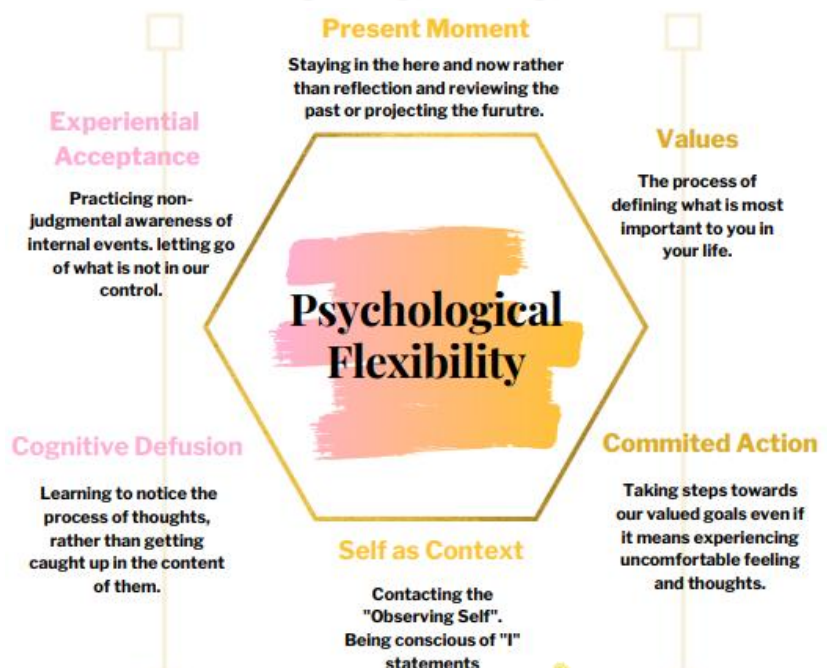 Present Moment
Staying in the here and now rather
than reflection and reviewing the
past or projecting the furutre.
Experiential
Acceptance
Practicing non-
judgmental awareness of
internal events. letting go
of what is not in our
control.
Values
The process of
defining what is most
important to you in
your life.
Psychological
Flexibility
Cognitive Defusion
Learning to notice the
process of thoughts,
rather than getting
caught up in the content
of them.
Commited Action
Taking steps towards
our valued goals even if
it means experiencing
uncomfortable feeling
and thoughts.
Self as Context
Contacting the
"Observing Self".
Being conscious of "I"
statements